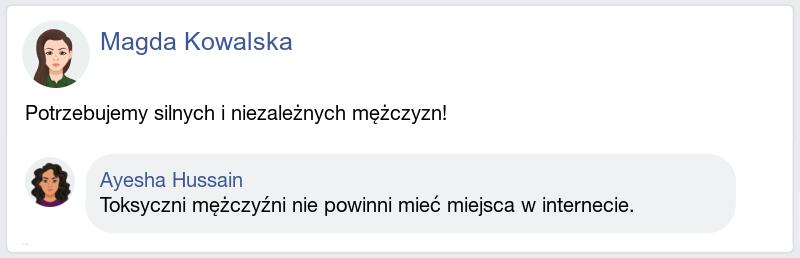 Magda Kowalska
Potrzebujemy silnych i niezależnych mężczyzn!
Ayesha Hussain
Toksyczni mężczyźni nie powinni mieć miejsca w internecie.